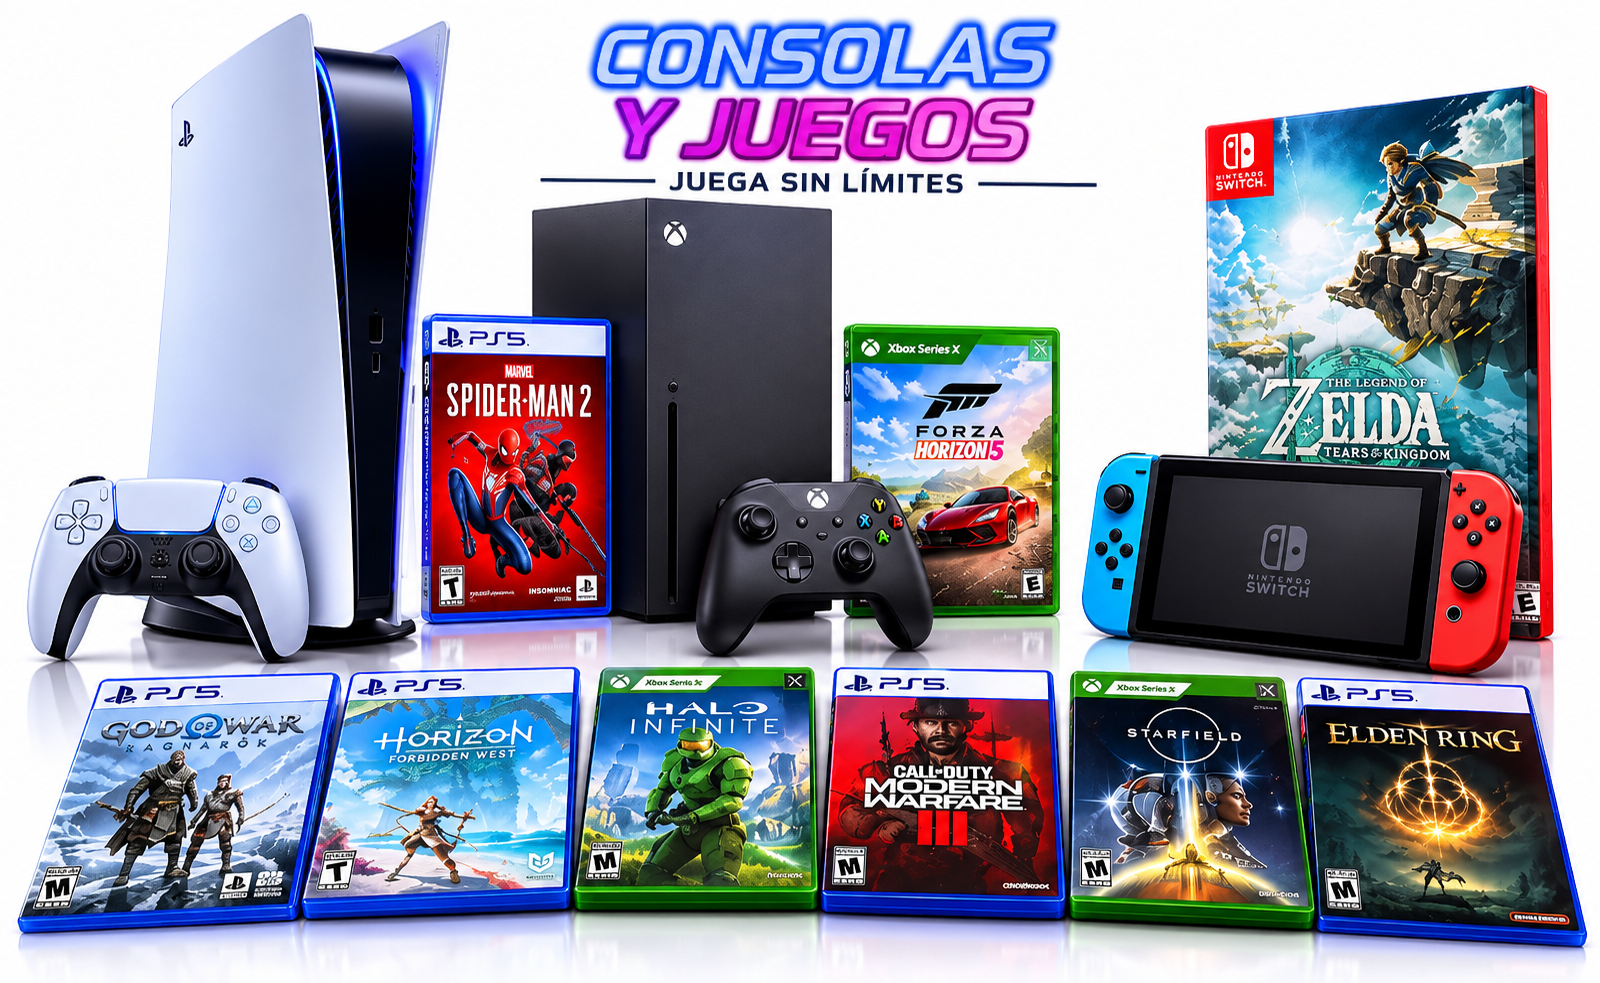 CONSOLAS
Y JUEGOS
JUEGA SIN LÍMITES
NINTENDO
SWITCH.
THE LEGEND OF
ZELDA
TEARS OF KINGDOM
E
PS5.
MARVEL
SPIDER-MAN 2
T
INSOMNIAC
Xbox Series X
FORZA
HORIZON 5
E
Y
X
B
A
NINTENDO
SWITCH
PS5.
GOD OF WAR
RAGNARÖK
M
PS5.
HORIZON
FORBIDDEN WEST
T
Xbox Series X
HALO
INFINITE
M
PS5.
CALL OF DUTY
MODERN
WARFARE
III
M
Xbox Series X
STARFIELD
M
PS5.
ELDEN RING
M